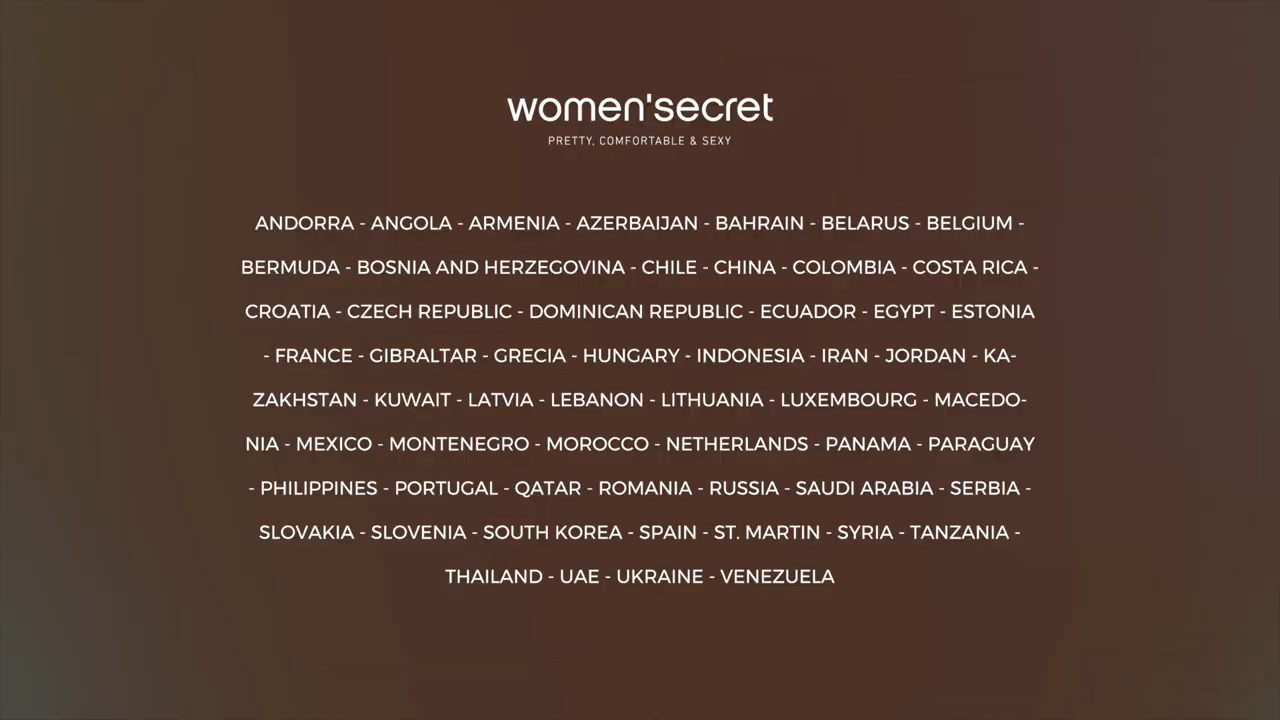 women'secret
PRETTY, COMFORTABLE & SEXY
ANDORRA - ANGOLA - ARMENIA - AZERBAIJAN - BAHRAIN - BELARUS - BELGIUM -
BERMUDA - BOSNIA AND HERZEGOVINA - CHILE - CHINA - COLOMBIA - COSTA RICA -
CROATIA - CZECH REPUBLIC - DOMINICAN REPUBLIC - ECUADOR - EGYPT - ESTONIA
- FRANCE - GIBRALTAR - GRECIA - HUNGARY - INDONESIA - IRAN - JORDAN - KA-
ZAKHSTAN - KUWAIT - LATVIA - LEBANON - LITHUANIA - LUXEMBOURG - MACEDO-
NIA - MEXICO - MONTENEGRO - MOROCCO - NETHERLANDS - PANAMA - PARAGUAY
- PHILIPPINES - PORTUGAL - QATAR - ROMANIA - RUSSIA - SAUDI ARABIA - SERBIA -
SLOVAKIA - SLOVENIA - SOUTH KOREA - SPAIN - ST. MARTIN - SYRIA - TANZANIA -
THAILAND - UAE - UKRAINE - VENEZUELA